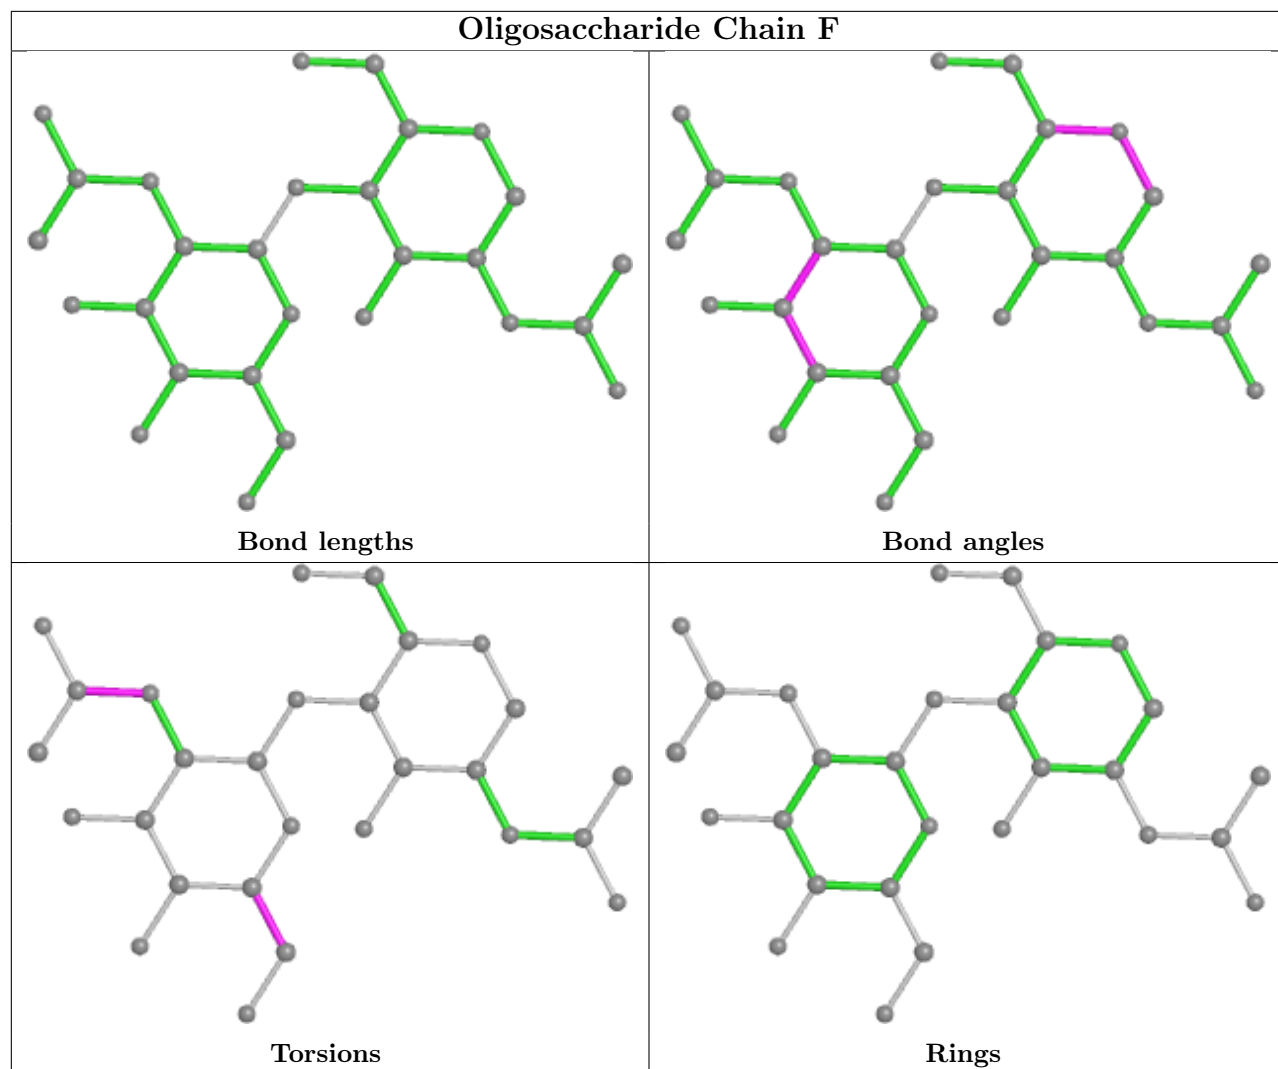 Oligosaccharide Chain F
Bond lengths
Bond angles
Torsions
Rings